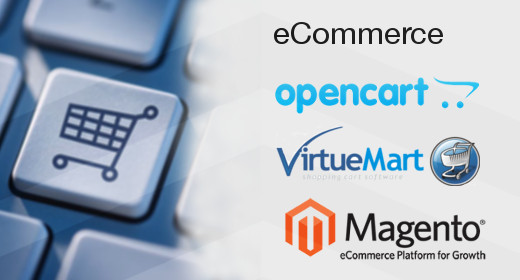 eCommerce
opencart
VirtueMart
shopping cart software
Magento®
eCommerce Platform for Growth